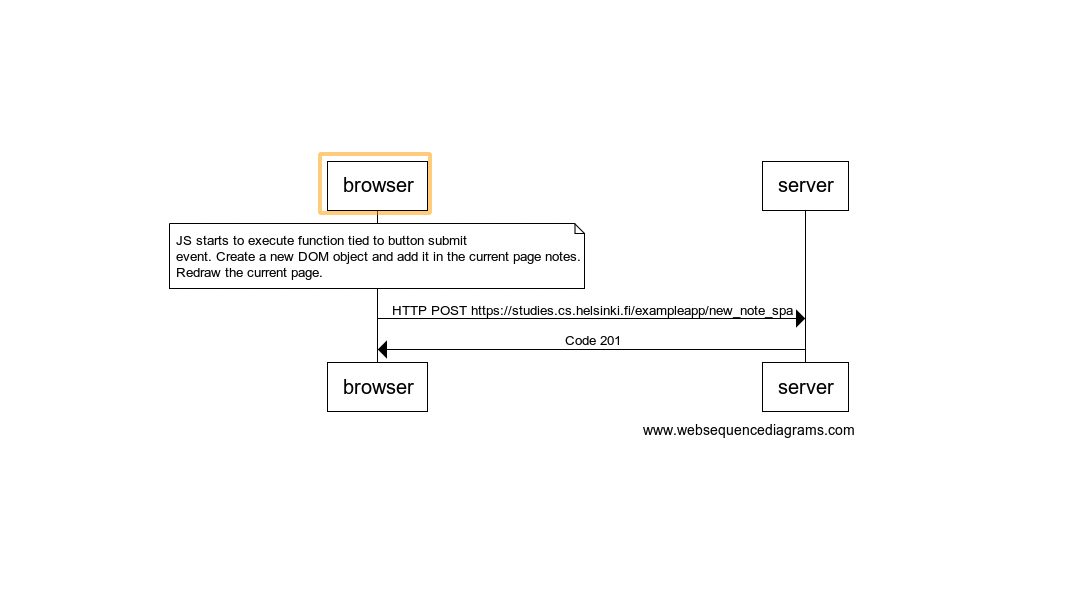 browser
server
JS starts to execute function tied to button submit
event. Create a new DOM object and add it in the current page notes.
Redraw the current page.
HTTP POST https://studies.cs.helsinki.fi/exampleapp/new_note_spa
Code 201
browser
server
www.websequencediagrams.com